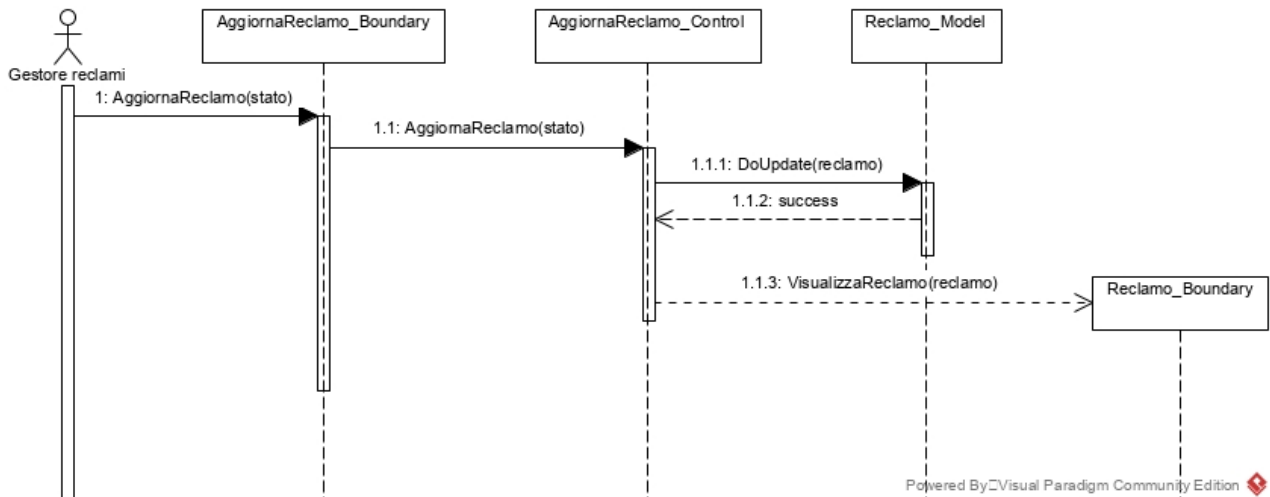 AggiornaReclamo_Boundary
AggiornaReclamo_Control
Reclamo_Model
Gestore reclami
1: AggiornaReclamo(stato)
1.1: AggiornaReclamo(stato)
1.1.1: DoUpdate(reclamo)
1.1.2: success
1.1.3: VisualizzaReclamo(reclamo)
Reclamo_Boundary
Powered By Visual Paradigm Community Edition